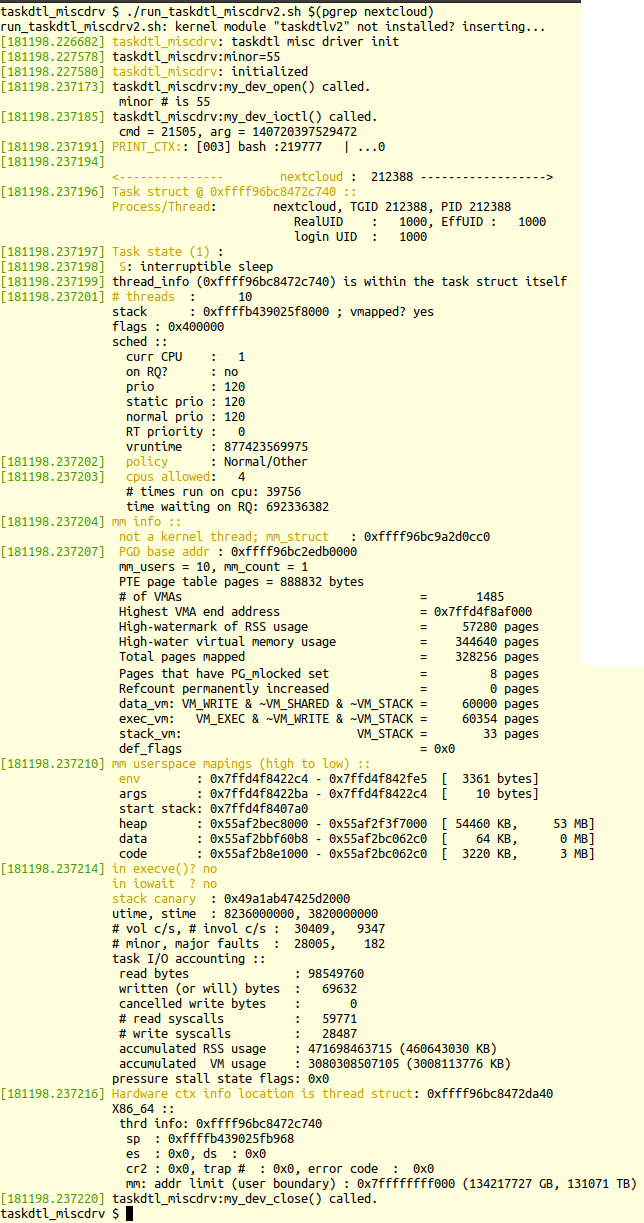 taskdtl_miscdrv $ ./run_taskdtl_miscdrv2.sh $(pgrep nextcloud)
run_taskdtl_miscdrv2.sh: kernel module "taskdtlv2" not installed? inserting...
[181198.226682] taskdtl_miscdrv: taskdtl misc driver init
[181198.227578] taskdtl_miscdrv:minor=55
[181198.227580] taskdtl_miscdrv: initialized
[181198.237173] taskdtl_miscdrv:my_dev_open() called.
minor # is 55
[181198.237185] taskdtl_miscdrv:my_dev_ioctl() called.
cmd = 21505, arg = 140720397529472
[181198.237191] PRINT_CTX:: [003] bash :219777 | ...0
[181198.237194]
<--------------- nextcloud : 212388 ------------------->
[181198.237196] Task struct @ 0xffff96bc8472c740 ::
Process/Thread: nextcloud, TGID 212388, PID 212388
RealUID : 1000, EffUID : 1000
login UID : 1000
[181198.237197] Task state (1) :
[181198.237198] S: interruptible sleep
[181198.237199] thread_info (0xffff96bc8472c740) is within the task struct itself
[181198.237201] # threads : 10
stack : 0xffffb439025f8000 ; vmapped? yes
flags : 0x400000
sched ::
curr CPU : 1
on RQ? : no
prio : 120
static prio : 120
normal prio : 120
RT priority : 0
vruntime : 877423569975
[181198.237202] policy : Normal/Other
[181198.237203] cpus allowed: 4
# times run on cpu: 39756
time waiting on RQ: 692336382
[181198.237204] mm info ::
not a kernel thread; mm_struct : 0xffff96bc9a2d0cc0
[181198.237207] PGD base addr : 0xffff96bc2edb0000
mm_users = 10, mm_count = 1
PTE page table pages = 888832 bytes
# of VMAs = 1485
Highest VMA end address = 0x7ffd4f8af000
High-watermark of RSS usage = 57280 pages
High-water virtual memory usage = 344640 pages
Total pages mapped = 328256 pages
Pages that have PG_mlocked set = 8 pages
Refcount permanently increased = 0 pages
data_vm: VM_WRITE & ~VM_SHARED & ~VM_STACK = 60000 pages
exec_vm: VM_EXEC & ~VM_WRITE & ~VM_STACK = 60354 pages
stack_vm: VM_STACK = 33 pages
def_flags = 0x0
[181198.237210] mm userspace mapings (high to low) ::
env : 0x7ffd4f8422c4 - 0x7ffd4f842fe5 [ 3361 bytes]
args : 0x7ffd4f8422ba - 0x7ffd4f8422c4 [ 10 bytes]
start stack: 0x7ffd4f8407a0
heap : 0x55af2bec8000 - 0x55af2f3f7000 [ 54460 KB, 53 MB]
data : 0x55af2bbf60b8 - 0x55af2bc062c0 [ 64 KB, 0 MB]
code : 0x55af2b8e1000 - 0x55af2bc062c0 [ 3220 KB, 3 MB]
[181198.237214] in execve()? no
in iowait ? no
stack canary : 0x49a1ab47425d2000
utime, stime : 8236000000, 3820000000
# vol c/s, # invol c/s : 30409, 9347
# minor, major faults : 28005, 182
task I/O accounting ::
read bytes : 98549760
written (or will) bytes : 69632
cancelled write bytes : 0
# read syscalls : 59771
# write syscalls : 28487
accumulated RSS usage : 471698463715 (460643030 KB)
accumulated VM usage : 3080308507105 (3008113776 KB)
pressure stall state flags: 0x0
[181198.237216] Hardware ctx info location is thread struct: 0xffff96bc8472da40
X86_64 ::
thrd info: 0xffff96bc8472c740
sp : 0xffffb439025fb968
es : 0x0, ds : 0x0
cr2 : 0x0, trap # : 0x0, error code : 0x0
mm: addr limit (user boundary) : 0x7ffffffff000 (134217727 GB, 131071 TB)
[181198.237220] taskdtl_miscdrv:my_dev_close() called.
taskdtl_miscdrv $